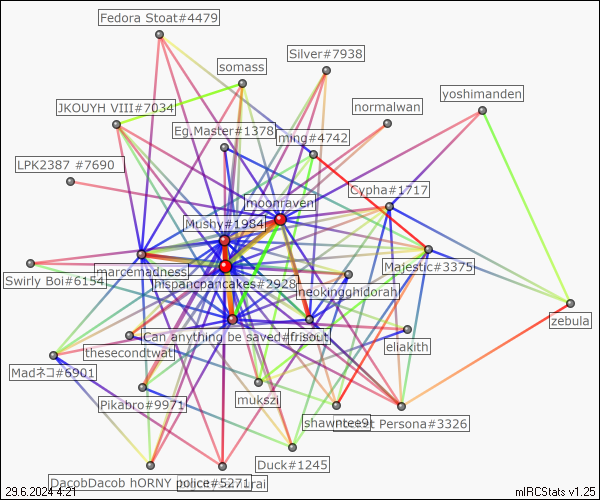 Fedora Stoat#4479
Silver#7938
somass
yoshimanden
JKOUYH VIII#7034
normalwan
Eg.Master#1378
ming#4742
LPK2387 #7690
Cypha#1717
moonraven
Mushy#1984
marcemadness
Majestic#3375
Swirly Boi#6154
hispancpancakes#2928
neokingghidorah
zebula
Can anything be saved#frisout
ellakith
thesecondtwat
Madネコ#6901
Pikabro#9971
mukszi
shawntee9t
Persona#3326
Duck#1245
DacobDacob hORNY police#5271
29.6.2024 4.21
mIRCStats v1.25